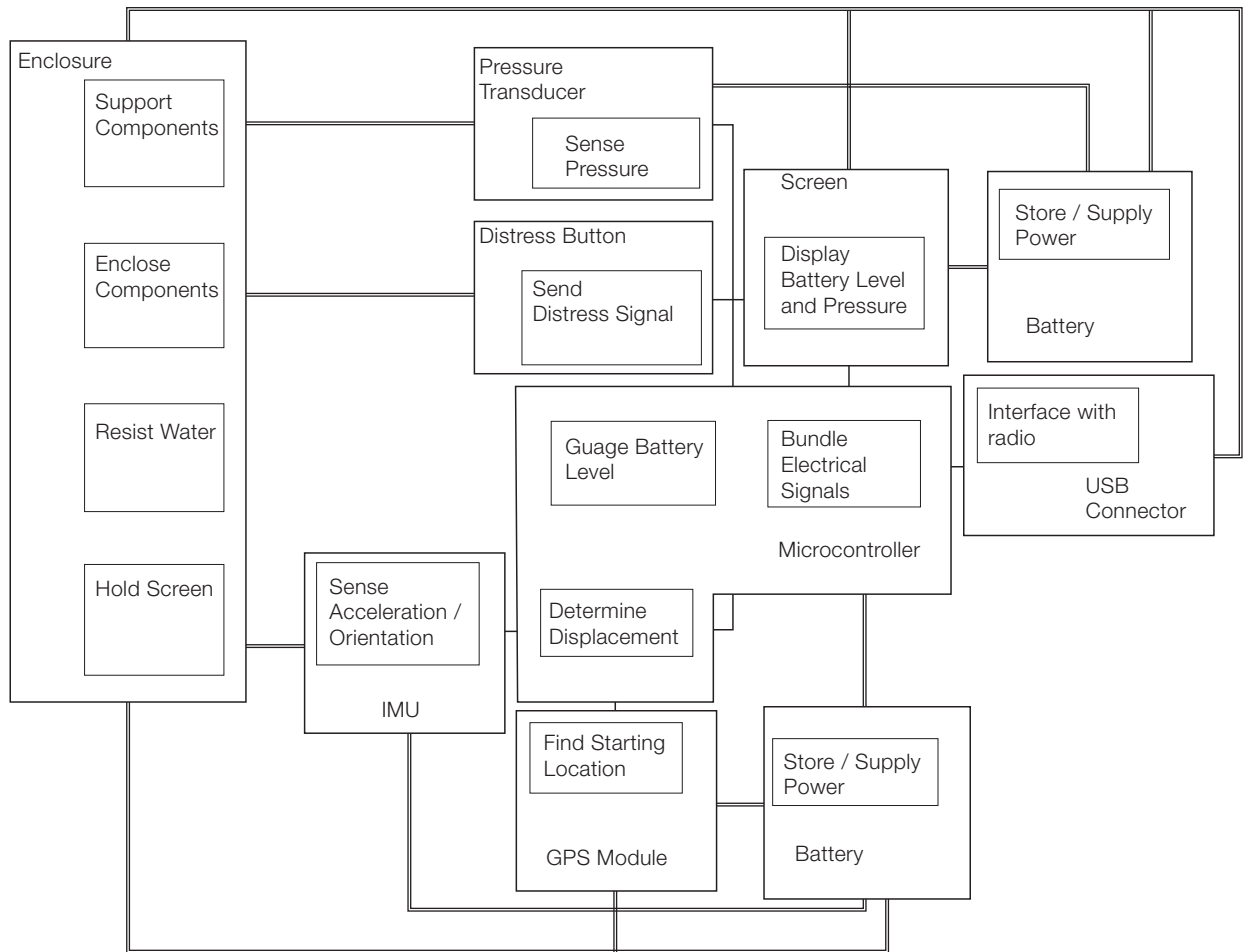 Enclosure
Support
Components
Enclose
Components
Resist Water
Hold Screen
Pressure
Transducer
Sense
Pressure
Distress Button
Send
Distress Signal
Screen
Display
Battery Level
and Pressure
Store / Supply
Power
Battery
Interface with
radio
USB
Connector
Guage Battery
Level
Bundle
Electrical
Signals
Microcontroller
Determine
Displacement
Sense
Acceleration /
Orientation
IMU
Find Starting
Location
GPS Module
Store / Supply
Power
Battery